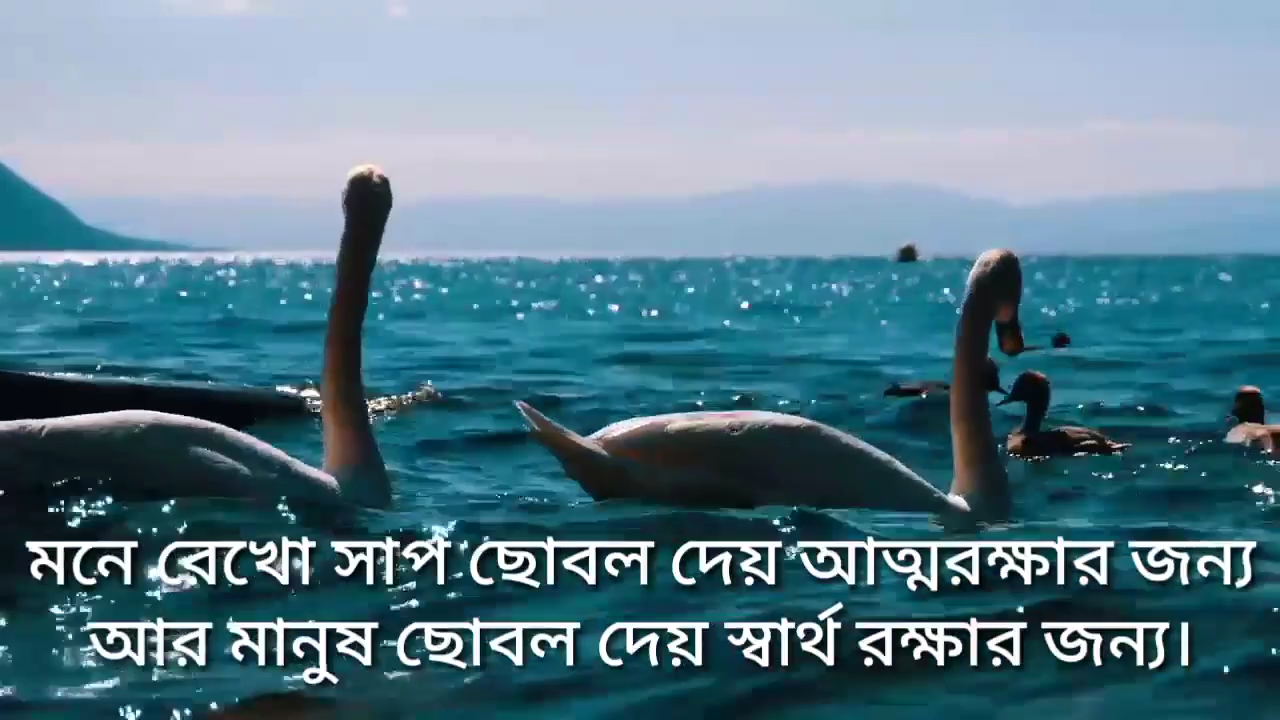 মনে রেখো সাপ ছোবল দেয় আত্মরক্ষার জন্য
আর মানুষ ছোবল দেয় স্বার্থ রক্ষার জন্য।